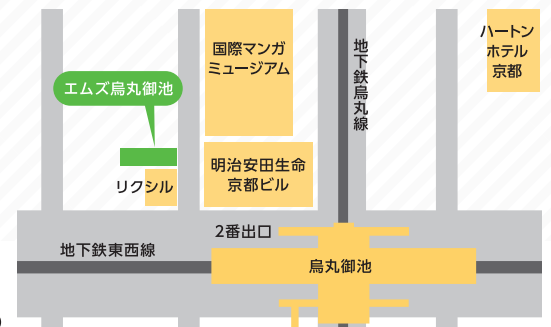 国際マンガ
ミュージアム
地下鉄烏丸線
ハートン
ホテル
京都
エムズ烏丸御池
明治安田生命
京都ビル
リクシル
2番出口
地下鉄東西線
烏丸御池